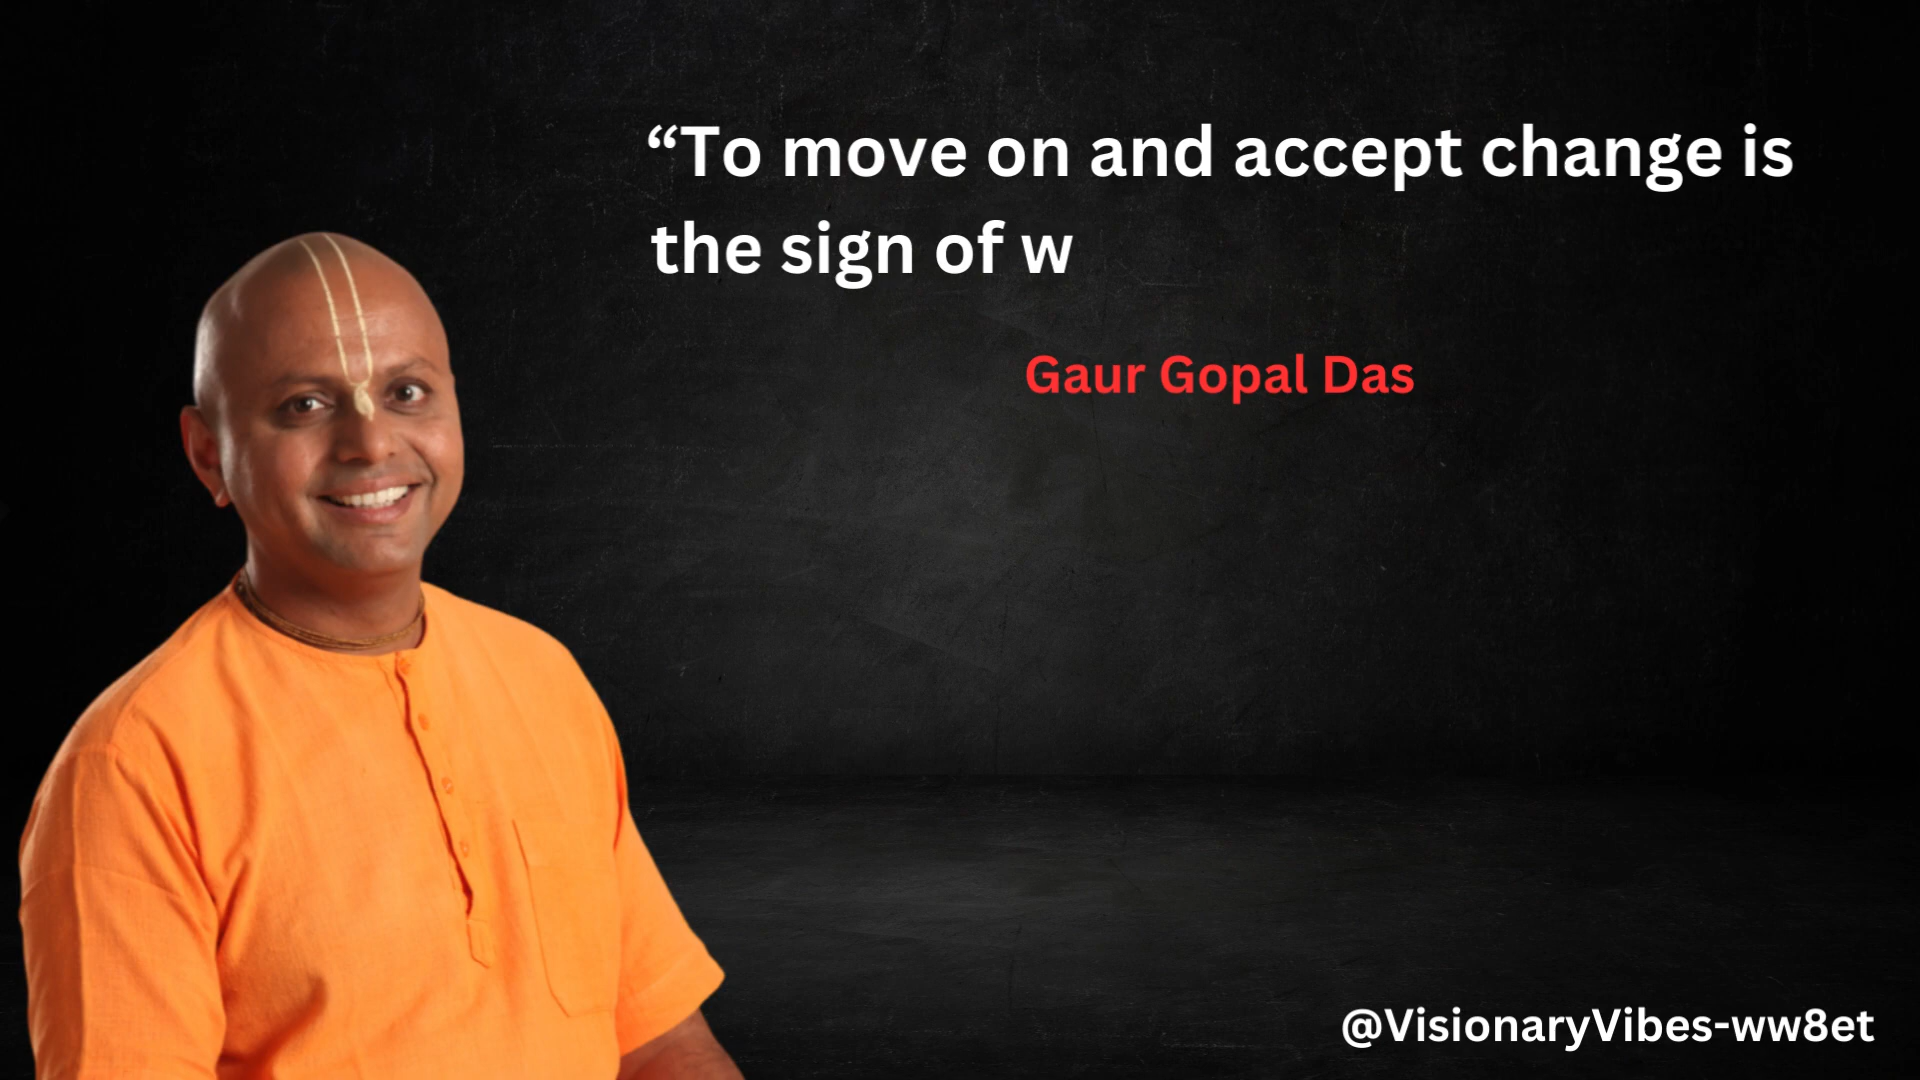 “To move on and accept change is
the sign of w
Gaur Gopal Das
@VisionaryVibes-ww8et